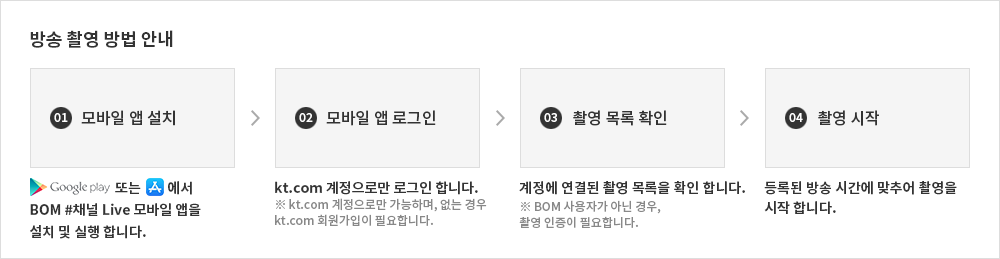 방송 촬영 방법 안내
01 모바일 앱 설치
02 모바일 앱 로그인
03 촬영 목록 확인
04 촬영 시작
Google play 또는 에서
BOM #채널 Live 모바일 앱을
설치 및 실행 합니다.
kt.com 계정으로만 로그인 합니다.
※ kt.com 계정으로만 가능하며, 없는 경우
kt.com 회원가입이 필요합니다.
계정에 연결된 촬영 목록을 확인 합니다.
※ BOM 사용자가 아닌 경우,
촬영 인증이 필요합니다.
등록된 방송 시간에 맞추어 촬영을
시작 합니다.